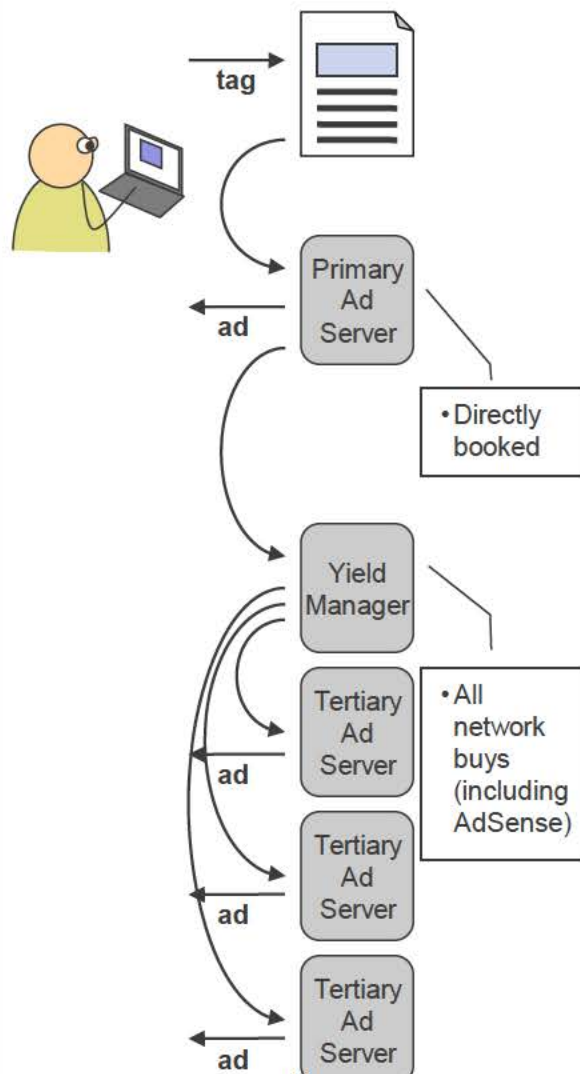 tag
Primary
Ad
Server
ad
• Directly
booked
Yield
Manager
• All
network
buys
(including
AdSense)
Tertiary
Ad
Server
ad
Tertiary
Ad
Server
ad
Tertiary
Ad
Server
ad